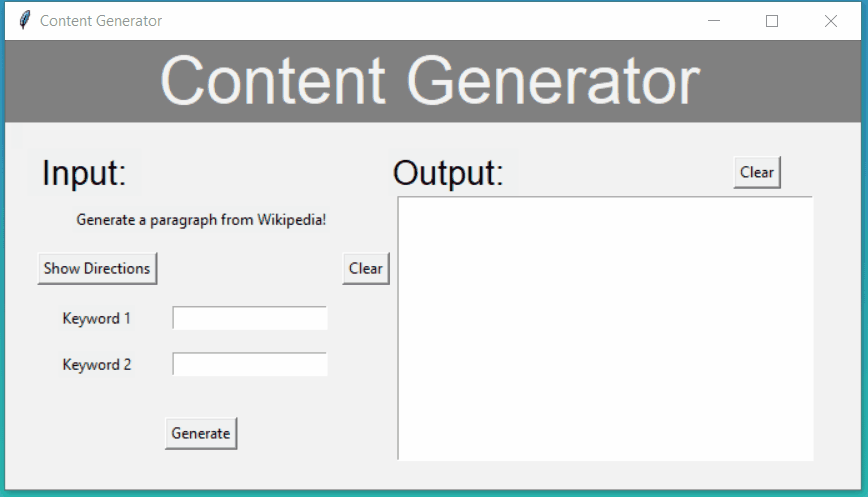 Content Generator
Content Generator
Input:
Output:
Clear
Generate a paragraph from Wikipedia!
Show Directions
Clear
Keyword 1
Keyword 2
Generate